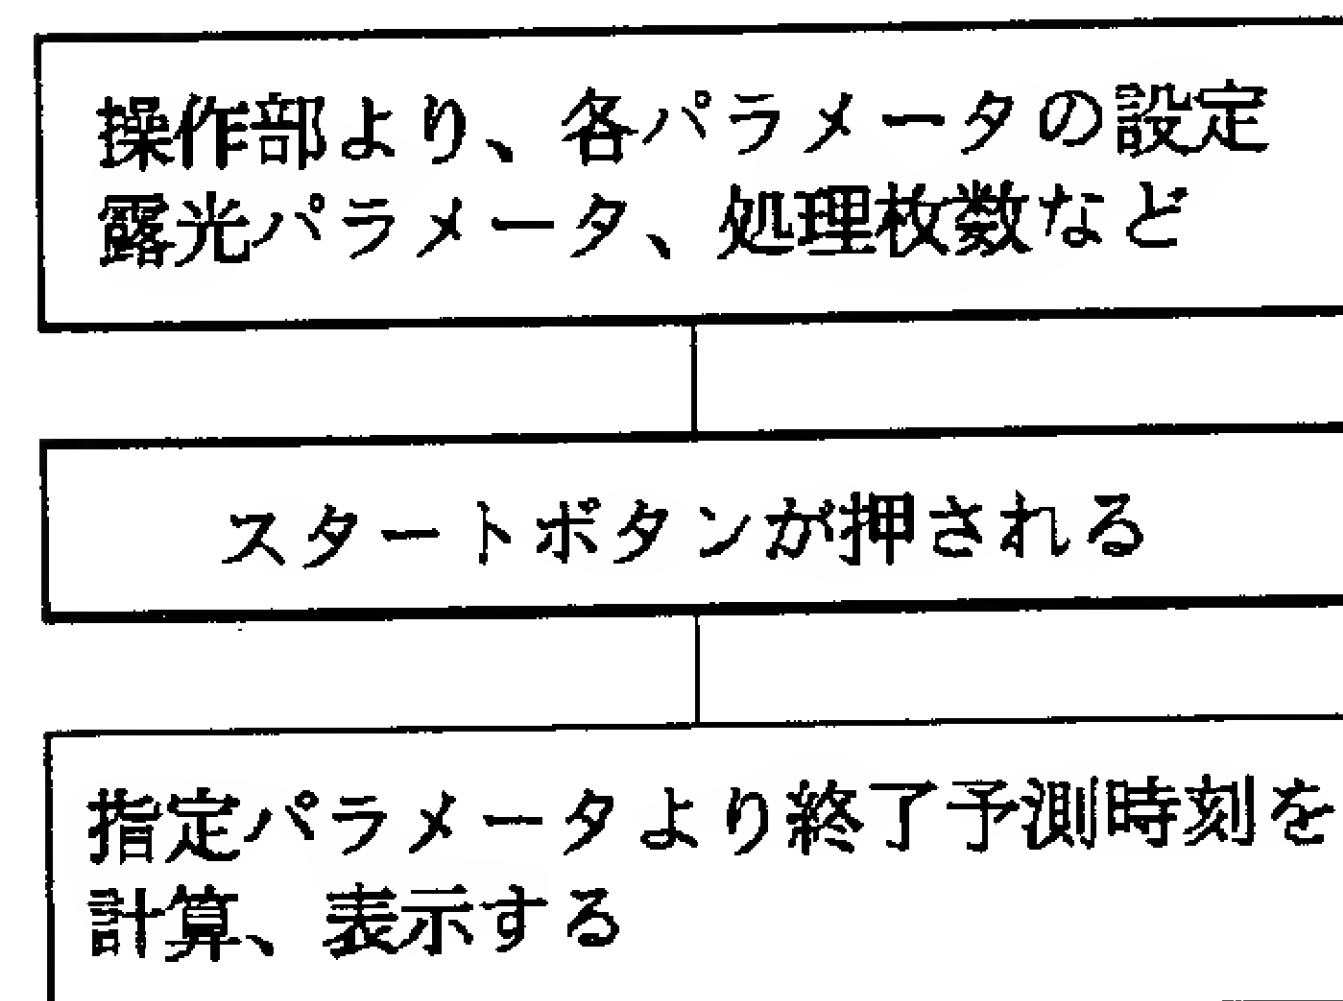 操作部より、各パラメータの設定
露光パラメータ、処理枚数など
スタートボタンが押される
指定パラメータより終了予測時刻を
計算、表示する